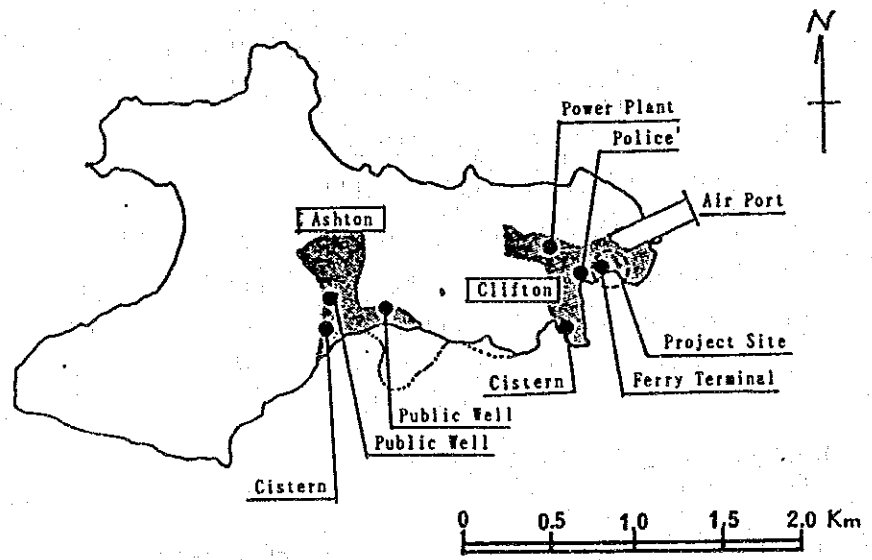 N
Power Plant
Police'
Air Port
Ashton
Clifton
Project Site
Cistern
Ferry Terminal
Public Well
Public Well
Cistern
0 0.5 1.0 1.5 2.0 Km